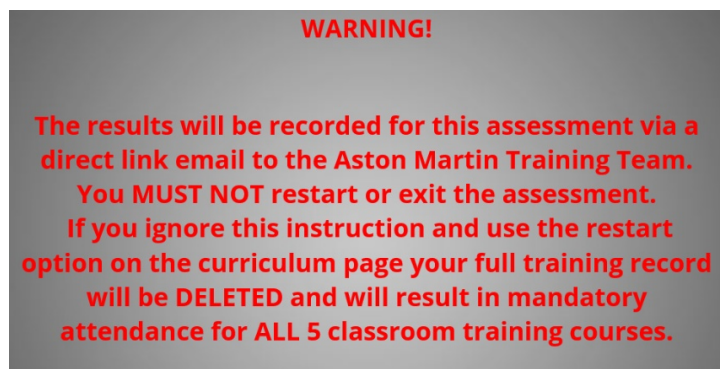 WARNING!
The results will be recorded for this assessment via a
direct link email to the Aston Martin Training Team.
You MUST NOT restart or exit the assessment.
If you ignore this instruction and use the restart
option on the curriculum page your full training record
will be DELETED and will result in mandatory
attendance for ALL 5 classroom training courses.